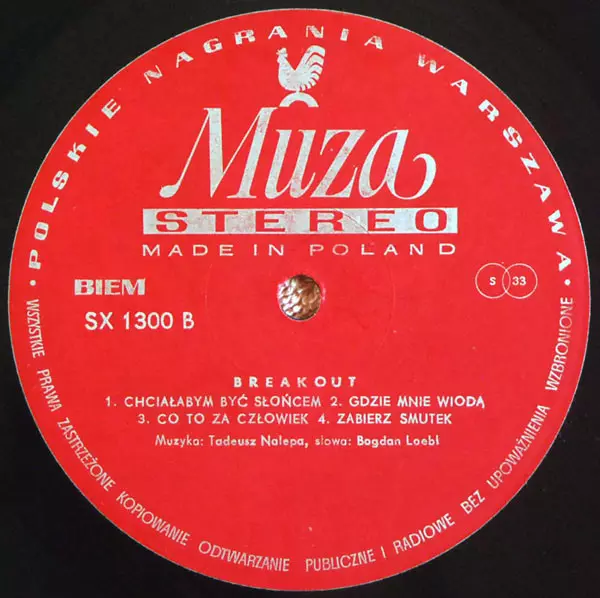 • POLSKIE NAGRANIA WARSZAWA •
Muza
STEREO
MADE IN POLAND
BIEM
S 33
SX 1300 B
BREAKOUT
1. CHCIAŁABYM BYĆ SŁOŃCEM 2. GDZIE MNIE WIODĄ
3. CO TO ZA CZŁOWIEK 4. ZABIERZ SMUTEK
Muzyka: Tadeusz Nalepa, słowa: Bogdan Loebl
WSZYSTKIE PRAWA ZASTRZEŻONE KOPIOWANIE ODTWARZANIE PUBLICZNE I RADIOWE BEZ UPOWAŻNIENIA WZBRONIONE